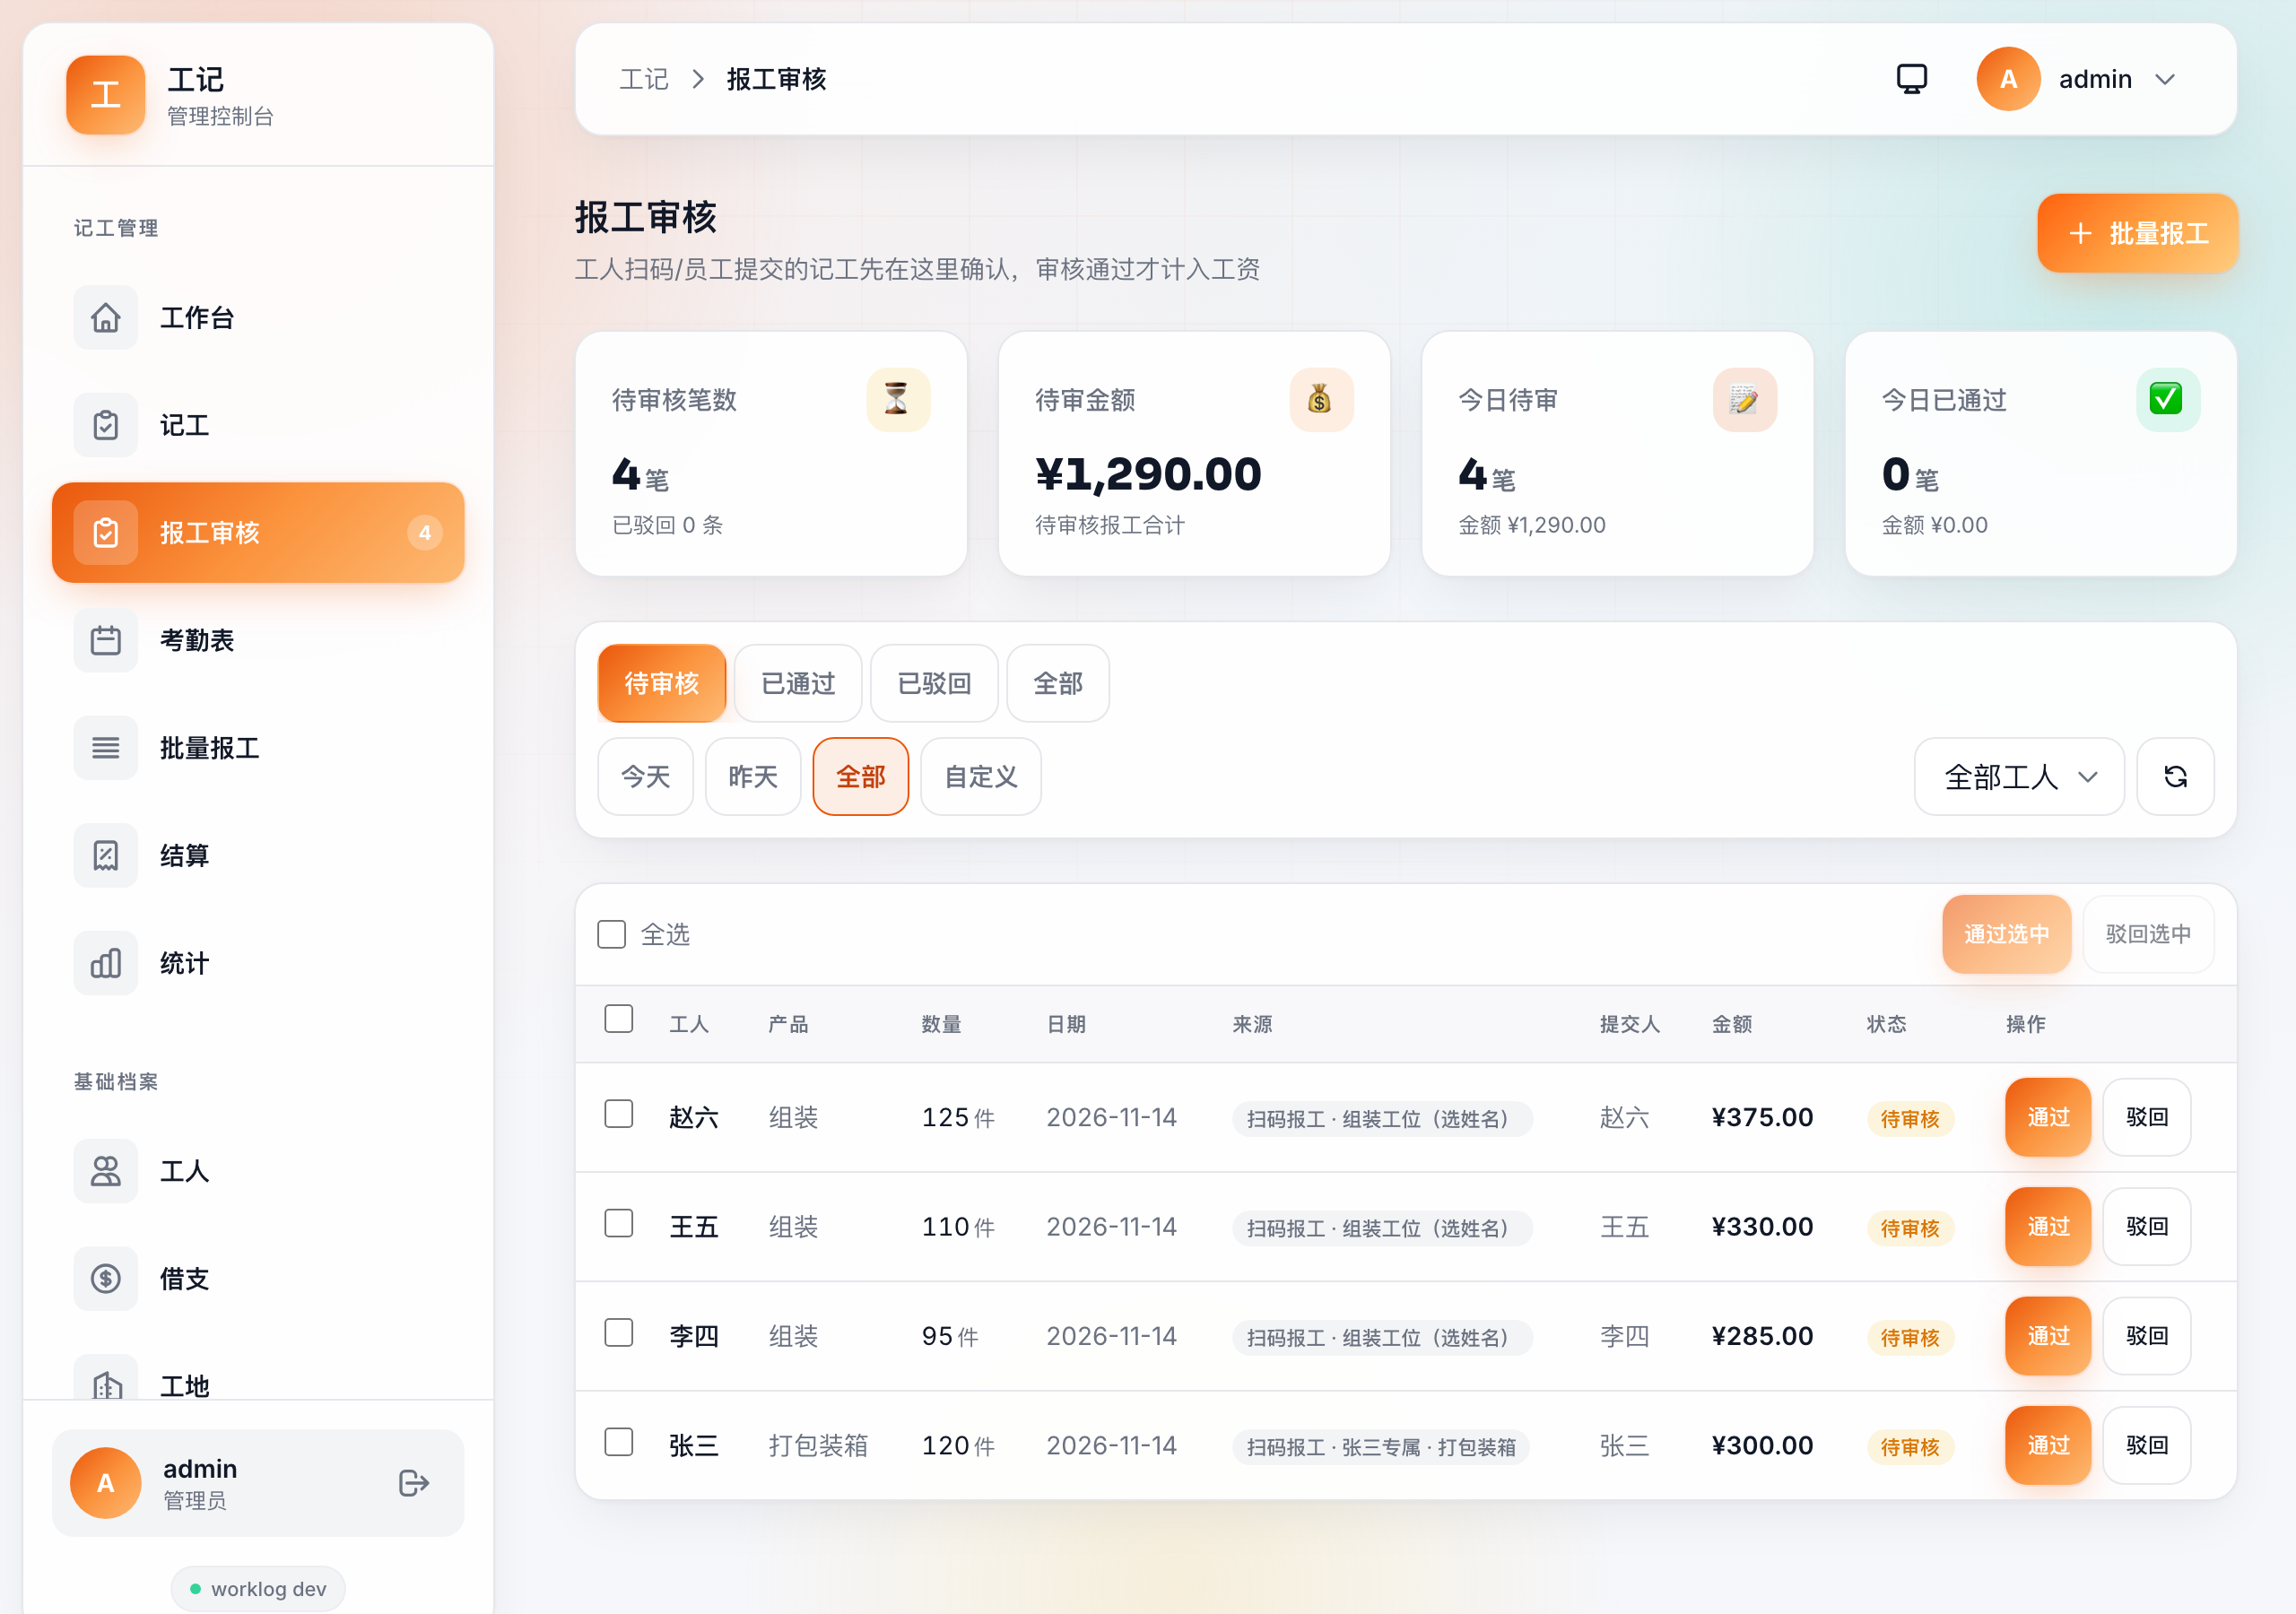 工
工记
管理控制台
记工管理
工作台
记工
报工审核 4
考勤表
批量报工
结算
统计
基础档案
工人
借支
工地
A
admin
管理员
worklog dev
工记 > 报工审核
A admin
报工审核
工人扫码/员工提交的记工先在这里确认，审核通过才计入工资
+ 批量报工
待审核笔数
4 笔
已驳回 0 条
待审金额
¥1,290.00
待审核报工合计
今日待审
4 笔
金额 ¥1,290.00
今日已通过
0 笔
金额 ¥0.00
待审核 已通过 已驳回 全部
今天 昨天 全部 自定义 全部工人
全选 通过选中 驳回选中
工人 产品 数量 日期 来源 提交人 金额 状态 操作
赵六 组装 125 件 2026-11-14 扫码报工 · 组装工位（选姓名） 赵六 ¥375.00 待审核 通过 驳回
王五 组装 110 件 2026-11-14 扫码报工 · 组装工位（选姓名） 王五 ¥330.00 待审核 通过 驳回
李四 组装 95 件 2026-11-14 扫码报工 · 组装工位（选姓名） 李四 ¥285.00 待审核 通过 驳回
张三 打包装箱 120 件 2026-11-14 扫码报工 · 张三专属 · 打包装箱 张三 ¥300.00 待审核 通过 驳回